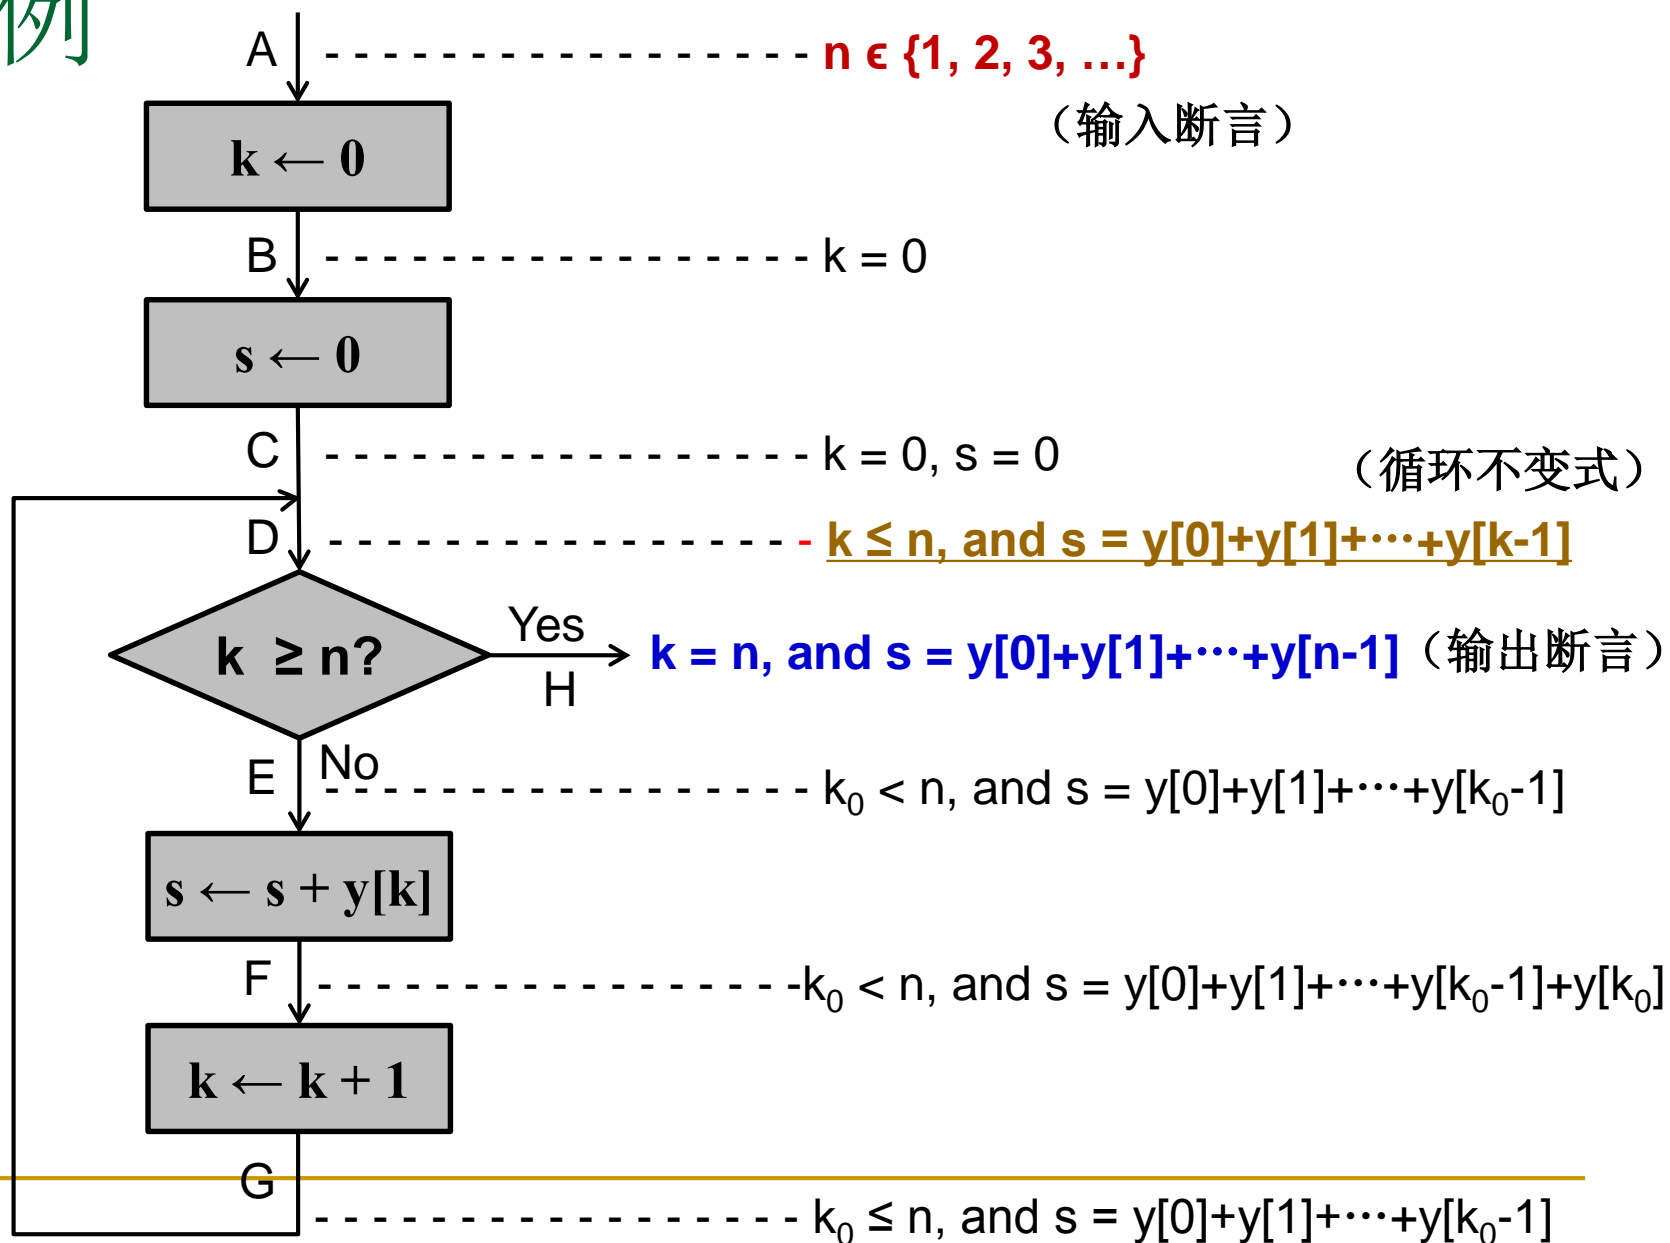 例
A - - - - - - - - - - - - - - - - - n ϵ {1, 2, 3, …}
（输入断言）
k ← 0
B - - - - - - - - - - - - - - - - - k = 0
s ← 0
C - - - - - - - - - - - - - - - - - k = 0, s = 0
（循环不变式）
D - - - - - - - - - - - - - - - - - k ≤ n, and s = y[0]+y[1]+⋯+y[k-1]
k ≥ n?
Yes
H
k = n, and s = y[0]+y[1]+⋯+y[n-1]（输出断言）
No
E - - - - - - - - - - - - - - - - - k₀ < n, and s = y[0]+y[1]+⋯+y[k₀-1]
s ← s + y[k]
F - - - - - - - - - - - - - - - - -k₀ < n, and s = y[0]+y[1]+⋯+y[k₀-1]+y[k₀]
k ← k + 1
G - - - - - - - - - - - - - - - - - k₀ ≤ n, and s = y[0]+y[1]+⋯+y[k₀-1]